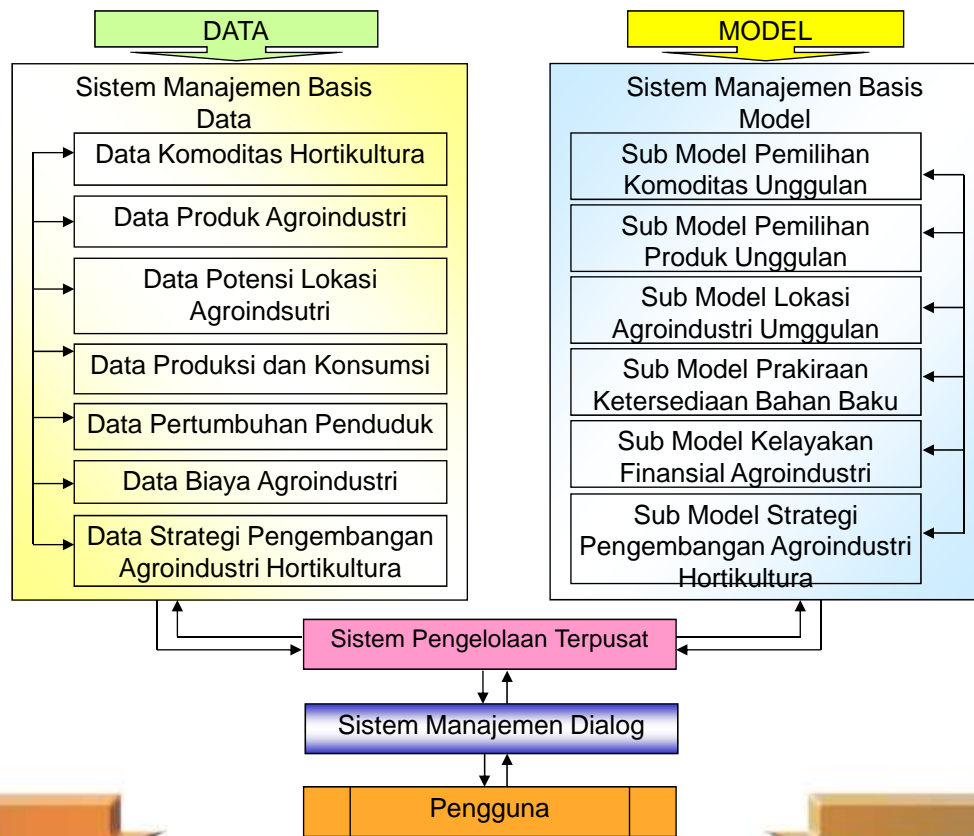 DATA
MODEL
Sistem Manajemen Basis
Data
Data Komoditas Hortikultura
Data Produk Agroindustri
Data Potensi Lokasi
Agroindsutri
Data Produksi dan Konsumsi
Data Pertumbuhan Penduduk
Data Biaya Agroindustri
Data Strategi Pengembangan
Agroindustri Hortikultura
Sistem Manajemen Basis
Model
Sub Model Pemilihan
Komoditas Unggulan
Sub Model Pemilihan
Produk Unggulan
Sub Model Lokasi
Agroindustri Umggulan
Sub Model Prakiraan
Ketersediaan Bahan Baku
Sub Model Kelayakan
Finansial Agroindustri
Sub Model Strategi
Pengembangan Agroindustri
Hortikultura
Sistem Pengelolaan Terpusat
Sistem Manajemen Dialog
Pengguna